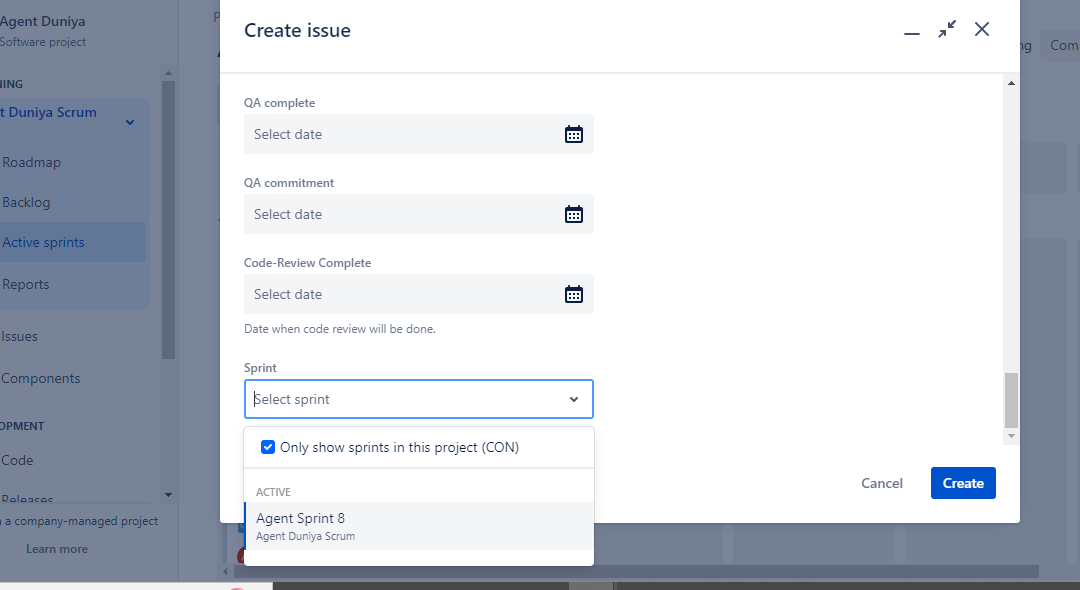 Agent Duniya
Software project
NING
t Duniya Scrum
Roadmap
Backlog
Active sprints
Reports
Issues
Components
OPMENT
Code
Releases
a company-managed project
Learn more
P
ng
Com
Create issue
QA complete
Select date
QA commitment
Select date
Code-Review Complete
Select date
Date when code review will be done.
Sprint
Select sprint
Only show sprints in this project (CON)
ACTIVE
Agent Sprint 8
Agent Duniya Scrum
Cancel
Create